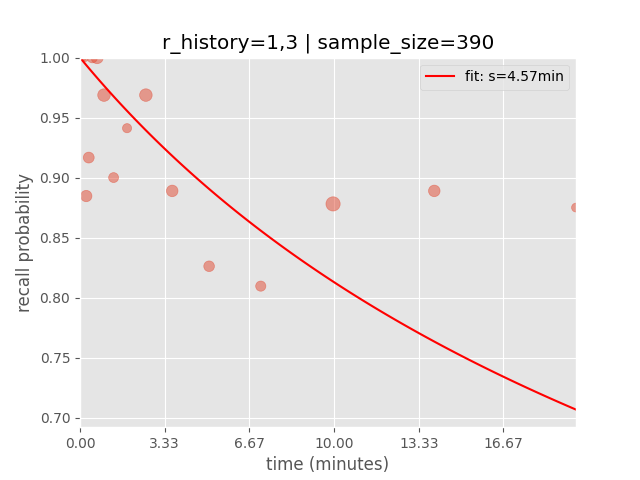 r_history=1,3 | sample_size=390
fit: s=4.57min
1.00
0.95
0.90
0.85
0.80
0.75
0.70
recall probability
0.00 3.33 6.67 10.00 13.33 16.67
time (minutes)